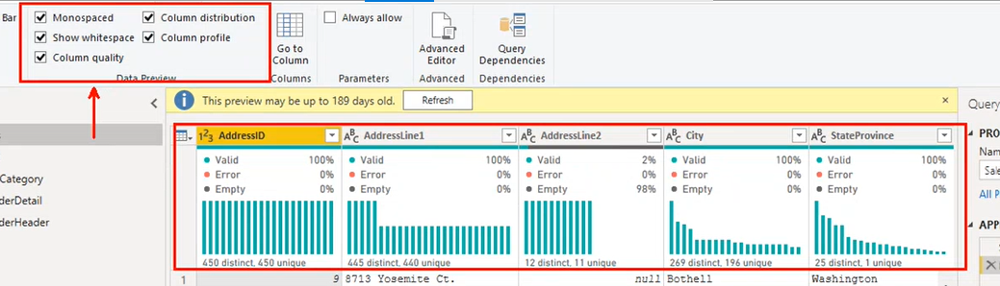 Bar
Monospaced
Column distribution
Show whitespace
Column profile
Column quality
Data Preview
Go to
Column
Columns
Always allow
Parameters
Advanced
Editor
Advanced
Query
Dependencies
Dependencies
This preview may be up to 189 days old.
Refresh
Category
derDetail
derHeader
AddressID
Valid 100%
Error 0%
Empty 0%
450 distinct, 450 unique
AddressLine1
Valid 100%
Error 0%
Empty 0%
445 distinct, 440 unique
AddressLine2
Valid 2%
Error 0%
Empty 98%
12 distinct, 11 unique
City
Valid 100%
Error 0%
Empty 0%
269 distinct, 196 unique
StateProvince
Valid 100%
Error 0%
Empty 0%
25 distinct, 1 unique
1 9 8713 Yosemite Ct. null Bothell Washington
Query
PRO
Nam
Sale
All P
APP